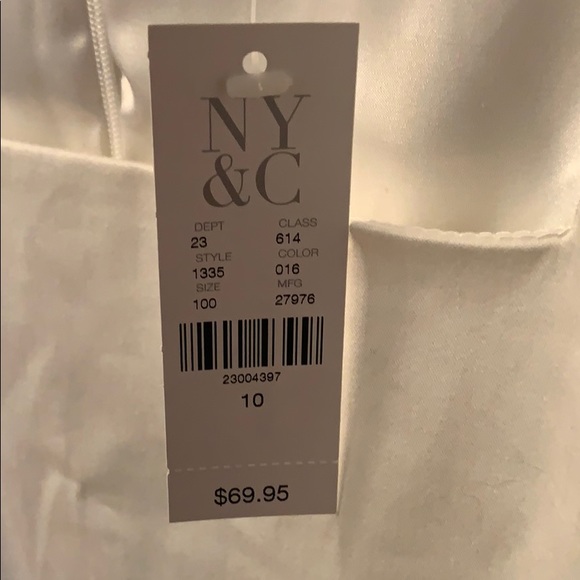 NY
&C
DEPT CLASS
23 614
STYLE COLOR
1335 016
SIZE MFG
100 27976
23004397
10
$69.95